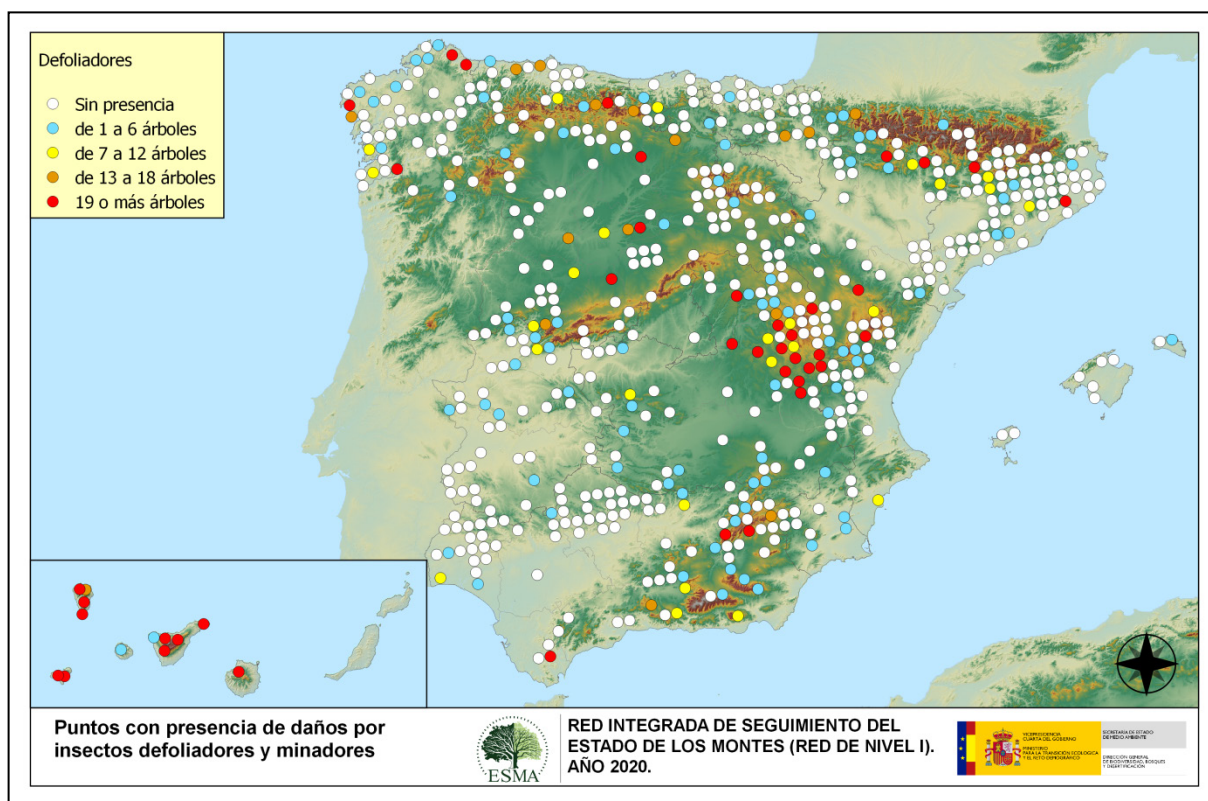 Defoliadores
Sin presencia
de 1 a 6 árboles
de 7 a 12 árboles
de 13 a 18 árboles
19 o más árboles
Puntos con presencia de daños por
insectos defoliadores y minadores
ESMA
RED INTEGRADA DE SEGUIMIENTO DEL
ESTADO DE LOS MONTES (RED DE NIVEL I).
AÑO 2020.
VICEPRESIDENCIA
CUARTA DEL GOBIERNO
MINISTERIO
PARA LA TRANSICIÓN ECOLÓGICA
Y EL RETO DEMOGRÁFICO
SECRETARÍA DE ESTADO
DE MEDIO AMBIENTE
DIRECCIÓN GENERAL
DE BIODIVERSIDAD, BOSQUES
Y DESERTIFICACIÓN